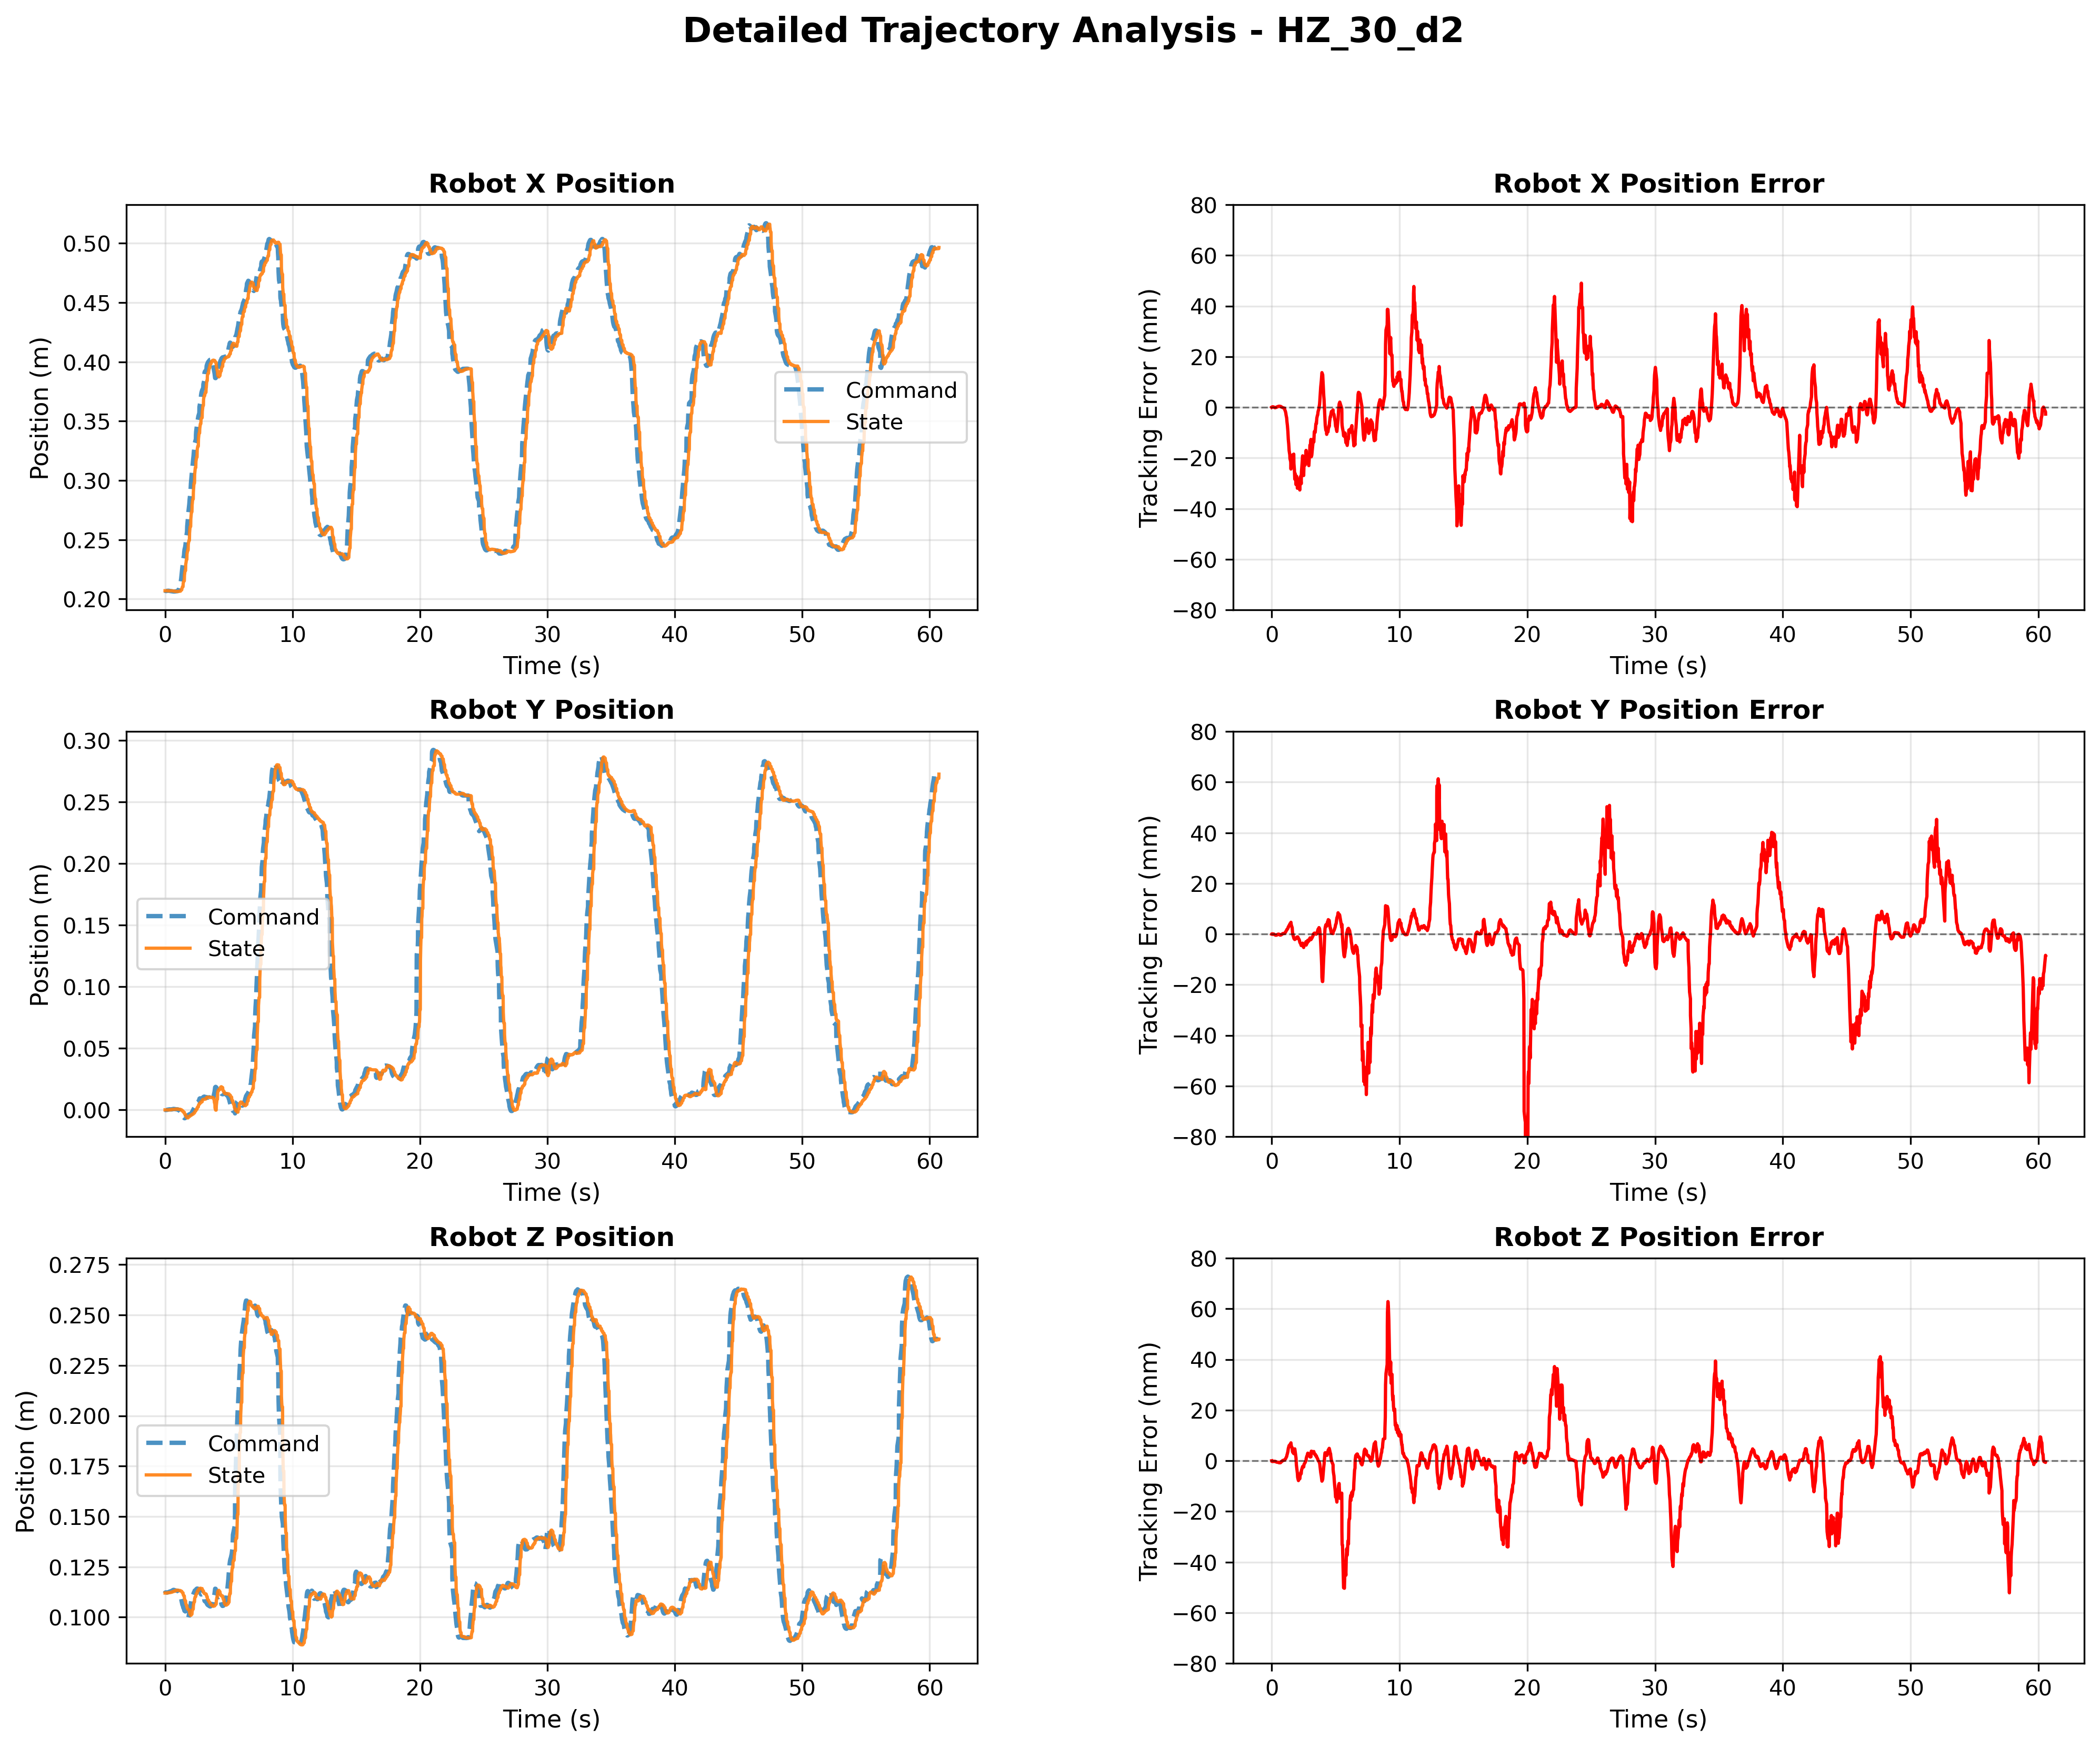 Detailed Trajectory Analysis - HZ_30_d2
Robot X Position
Position (m)
0.50
0.45
0.40
0.35
0.30
0.25
0.20
Command
State
0 10 20 30 40 50 60
Time (s)
Robot X Position Error
Tracking Error (mm)
80
60
40
20
0
−20
−40
−60
−80
0 10 20 30 40 50 60
Time (s)
Robot Y Position
Position (m)
0.30
0.25
0.20
0.15
0.10
0.05
0.00
Command
State
0 10 20 30 40 50 60
Time (s)
Robot Y Position Error
Tracking Error (mm)
80
60
40
20
0
−20
−40
−60
−80
0 10 20 30 40 50 60
Time (s)
Robot Z Position
Position (m)
0.275
0.250
0.225
0.200
0.175
0.150
0.125
0.100
Command
State
0 10 20 30 40 50 60
Time (s)
Robot Z Position Error
Tracking Error (mm)
80
60
40
20
0
−20
−40
−60
−80
0 10 20 30 40 50 60
Time (s)